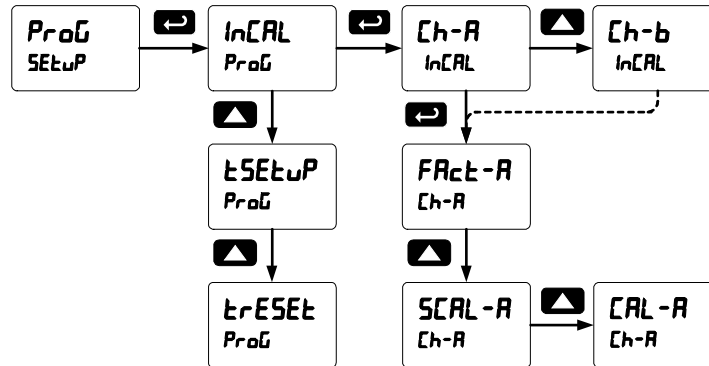 ProG
SEtuP
InCAL
ProG
Ch-A
InCAL
Ch-b
InCAL
tSEtuP
ProG
FAct-A
Ch-A
trESEt
ProG
SCAL-A
Ch-A
CAL-A
Ch-A